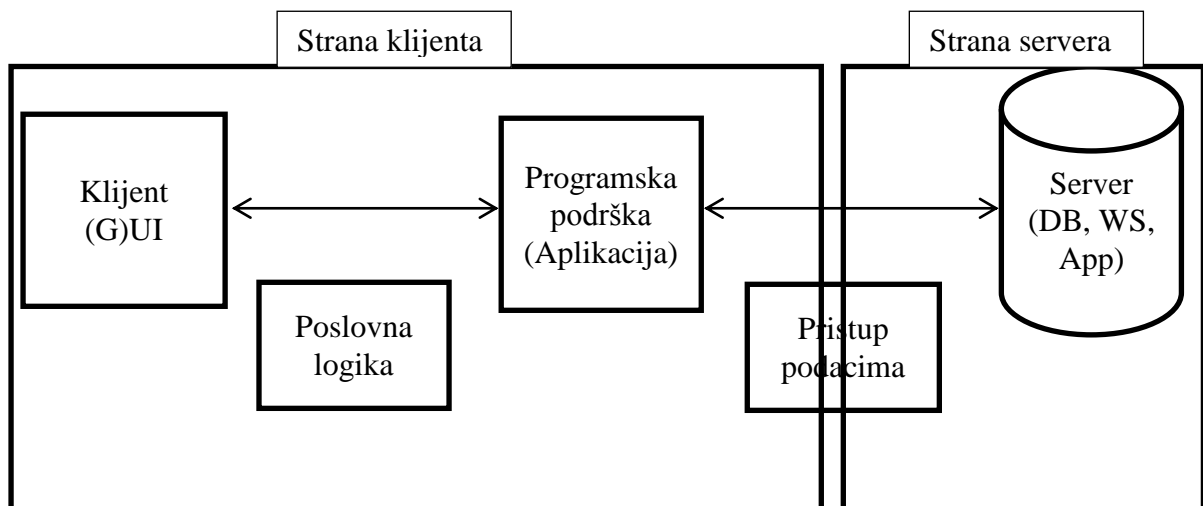 Strana klijenta
Strana servera
Klijent
(G)UI
Programska
podrška
(Aplikacija)
Server
(DB, WS,
App)
Poslovna
logika
Pristup
podacima